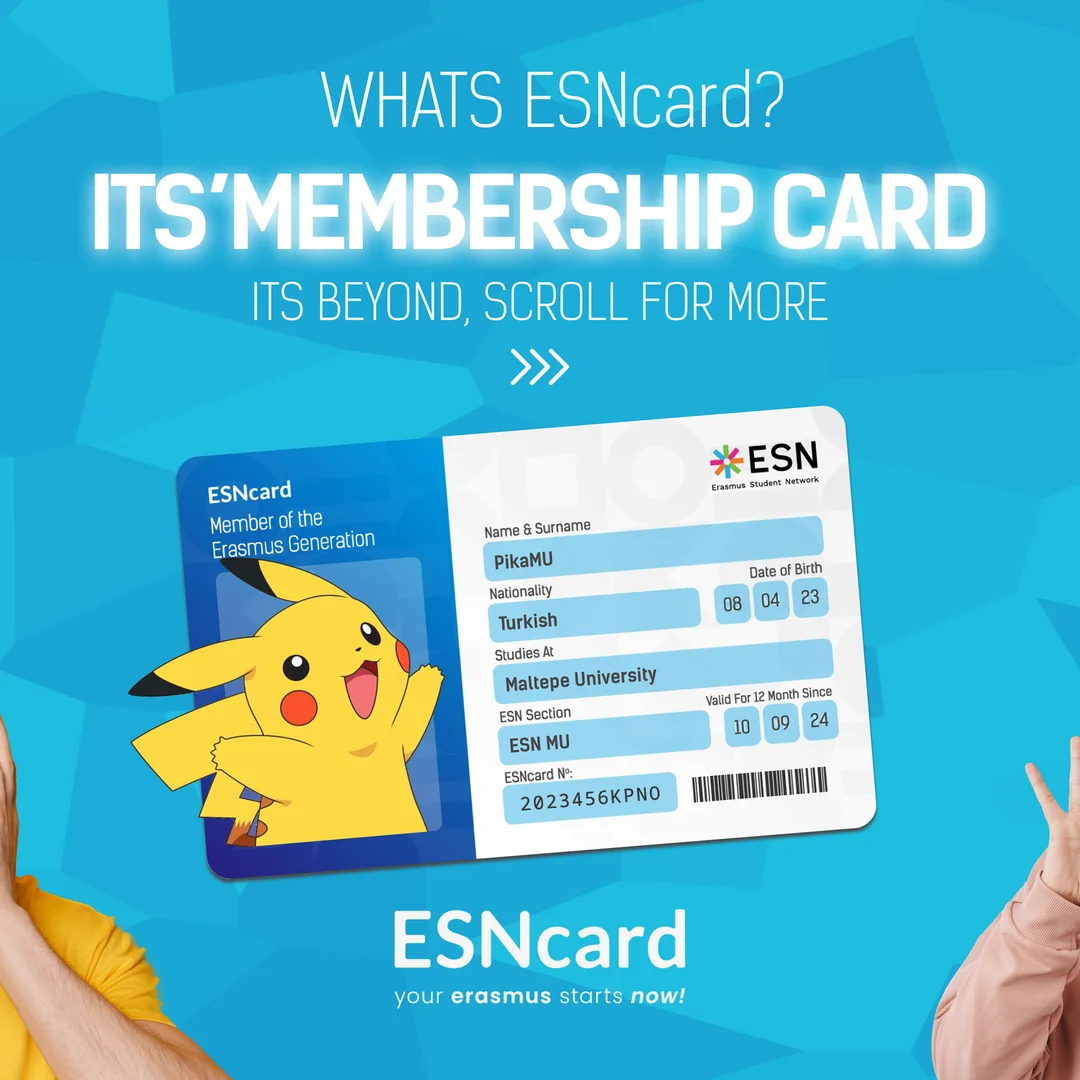 WHATS ESNcard?
ITS'MEMBERSHIP CARD
ITS BEYOND, SCROLL FOR MORE
ESNcard
Member of the
Erasmus Generation
ESN
Erasmus Student Network
Name & Surname
PikaMU
Nationality
Date of Birth
Turkish
08 04 23
Studies At
Maltepe University
ESN Section
Valid For 12 Month Since
ESN MU
10 09 24
ESNcard Nº:
2023456KPNO
ESNcard
your erasmus starts now!